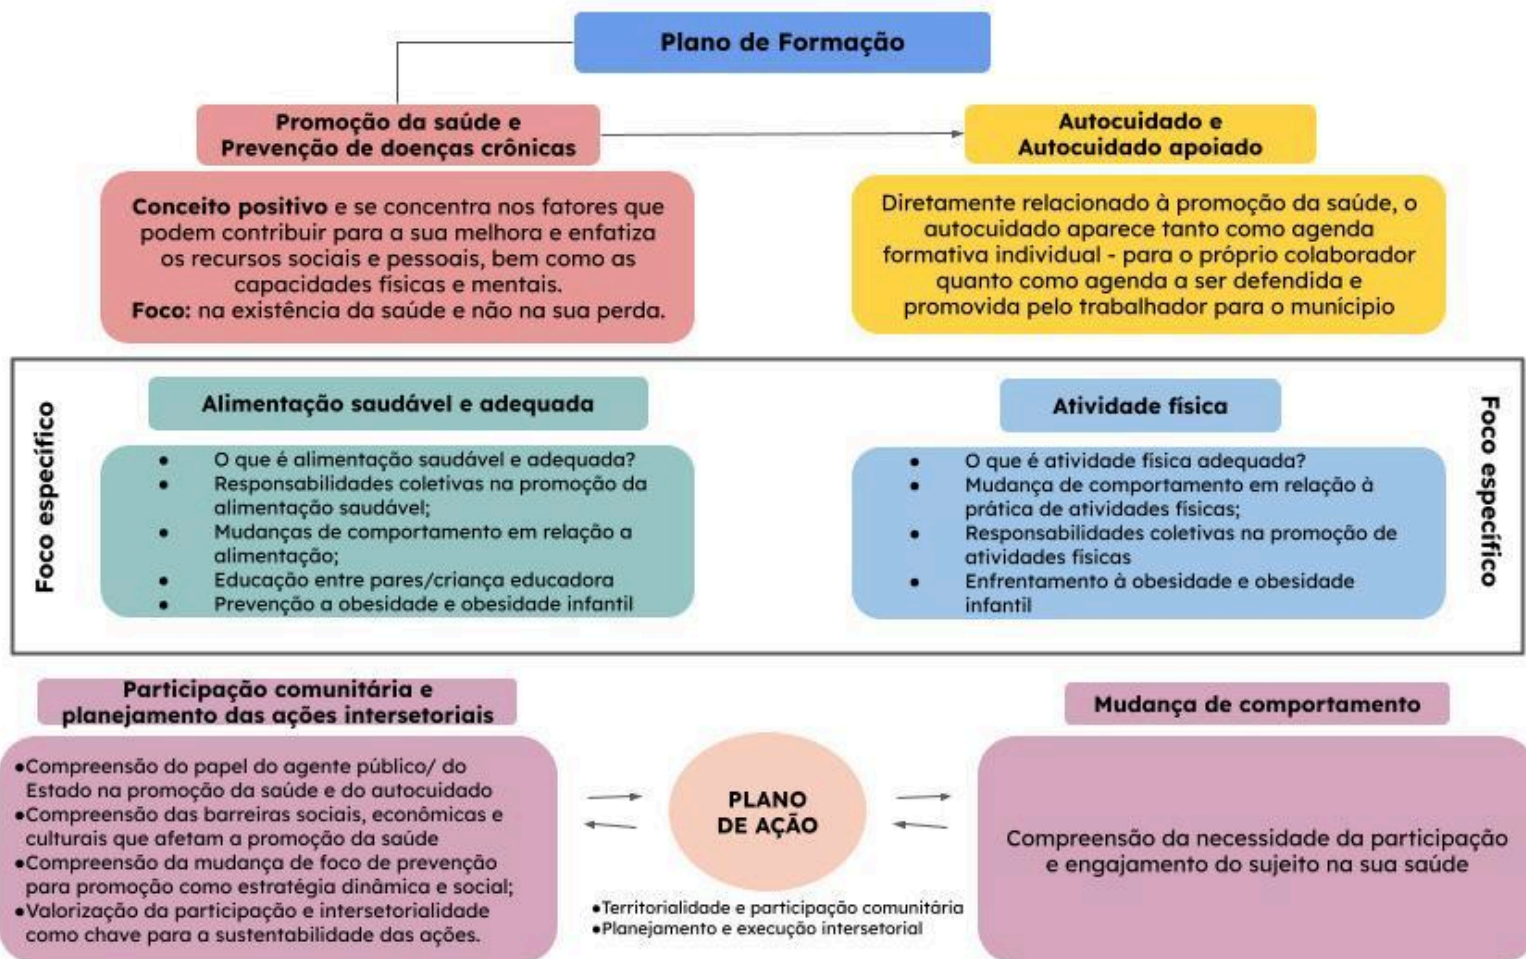 Plano de Formação
Promoção da saúde e
Prevenção de doenças crônicas
Conceito positivo e se concentra nos fatores que
podem contribuir para a sua melhora e enfatiza
os recursos sociais e pessoais, bem como as
capacidades físicas e mentais.
Foco: na existência da saúde e não na sua perda.
Autocuidado e
Autocuidado apoiado
Diretamente relacionado à promoção da saúde, o
autocuidado aparece tanto como agenda
formativa individual - para o próprio colaborador
quanto como agenda a ser defendida e
promovida pelo trabalhador para o município
Foco específico
Alimentação saudável e adequada
● O que é alimentação saudável e adequada?
● Responsabilidades coletivas na promoção da
alimentação saudável;
● Mudanças de comportamento em relação a
alimentação;
● Educação entre pares/criança educadora
● Prevenção a obesidade e obesidade infantil
Atividade física
● O que é atividade física adequada?
● Mudança de comportamento em relação à
prática de atividades físicas;
● Responsabilidades coletivas na promoção de
atividades físicas
● Enfrentamento à obesidade e obesidade
infantil
Foco específico
Participação comunitária e
planejamento das ações intersetoriais
●Compreensão do papel do agente público/ do
Estado na promoção da saúde e do autocuidado
●Compreensão das barreiras sociais, econômicas e
culturais que afetam a promoção da saúde
●Compreensão da mudança de foco de prevenção
para promoção como estratégia dinâmica e social;
●Valorização da participação e intersetorialidade
como chave para a sustentabilidade das ações.
PLANO
DE AÇÃO
●Territorialidade e participação comunitária
●Planejamento e execução intersetorial
Mudança de comportamento
Compreensão da necessidade da participação
e engajamento do sujeito na sua saúde